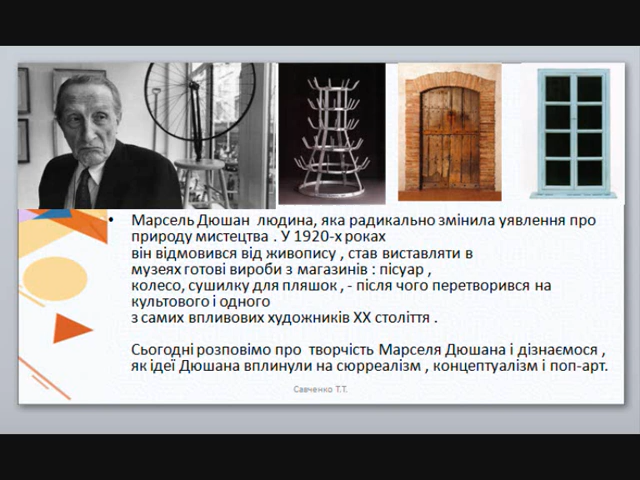 Марсель Дюшан людина, яка радикально змінила уявлення про
природу мистецтва . У 1920-х роках
він відмовився від живопису , став виставляти в
музеях готові вироби з магазинів : пісуар ,
колесо, сушилку для пляшок , - після чого перетворився на
культового і одного
з самих впливових художників XX століття .
Сьогодні розповімо про творчість Марселя Дюшана і дізнаємося ,
як ідеї Дюшана вплинули на сюрреалізм , концептуалізм і поп-арт.
Савченко Т.Т.